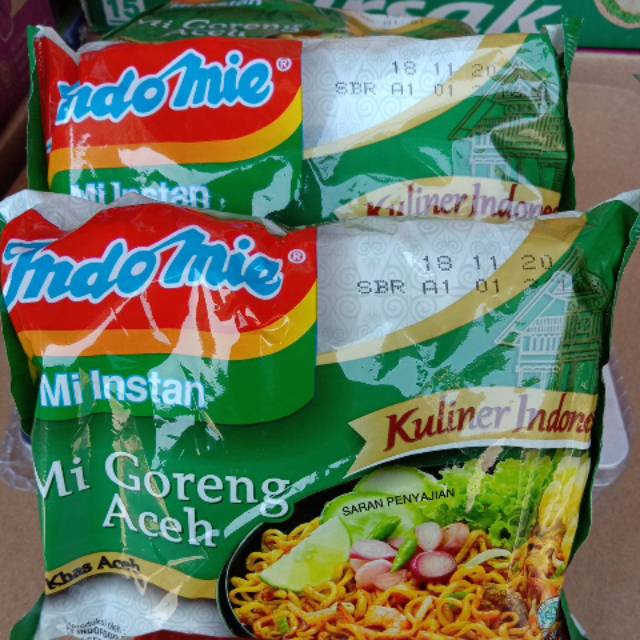 Mi Goreng
Aceh
Indomie®
18 11 20
SBR A1 01
Mi Instan
Kuliner Indone
Indomie®
18 11 20
SBR A1 01
Mi Instan
Kuliner Indone
Mi Goreng
Aceh
SARAN PENYAJIAN
Khas Aceh